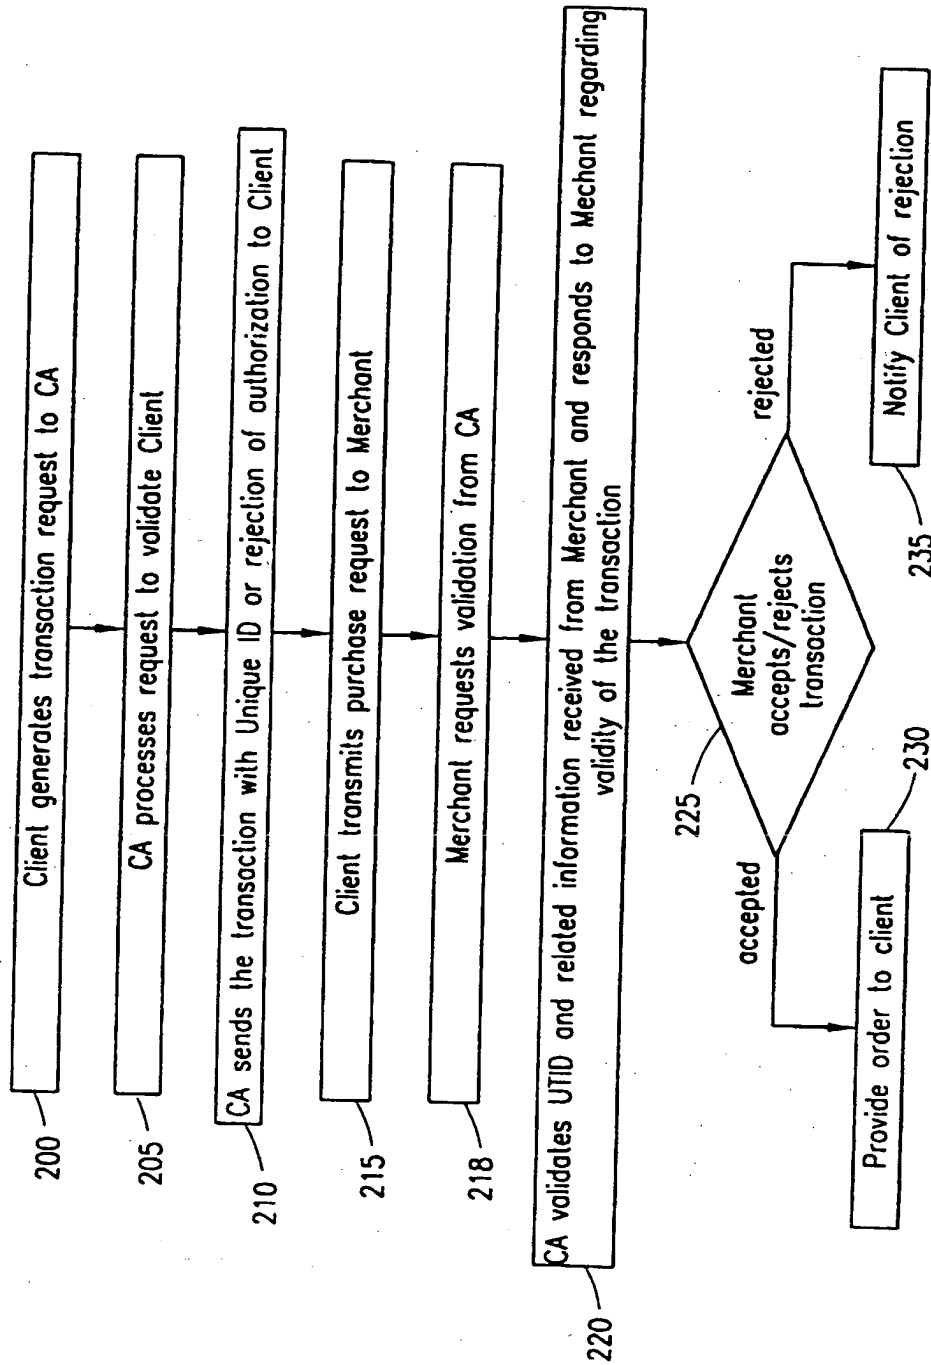 Client generates transaction request to CA
200
CA processes request to validate Client
205
CA sends the transaction with Unique ID or rejection of authorization to Client
210
Client transmits purchase request to Merchant
215
Merchant requests validation from CA
218
CA validates UTID and related information received from Merchant and responds to Mechant regarding
validity of the transaction
220
Merchant
accepts/rejects
transaction
225
accepted
rejected
Provide order to client
230
Notify Client of rejection
235